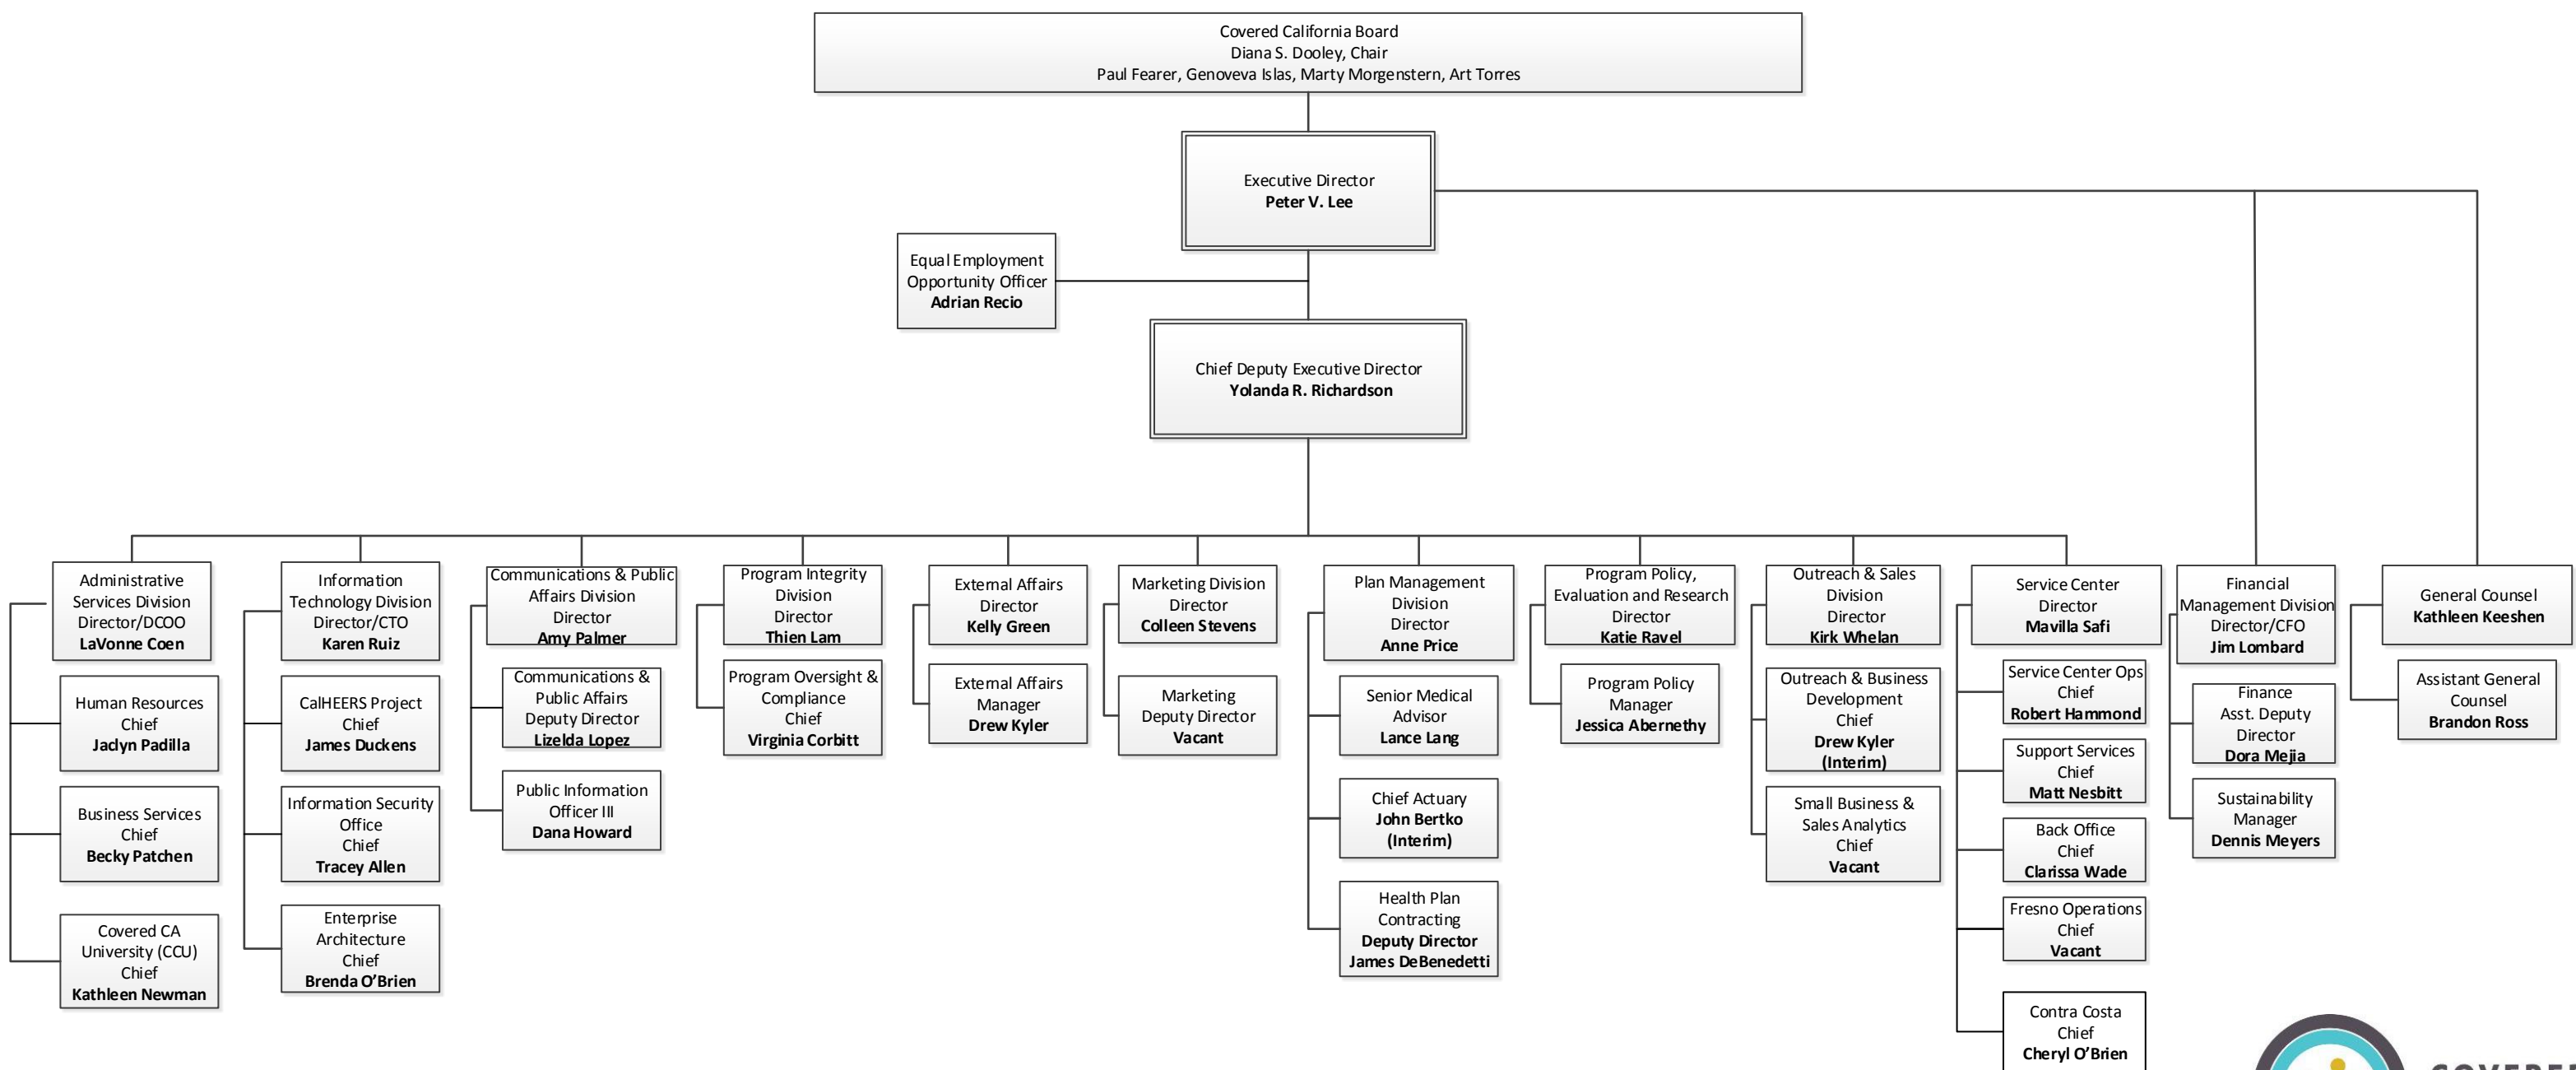 Covered California Board
Diana S. Dooley, Chair
Paul Fearer, Genoveva Islas, Marty Morgenstern, Art Torres
Executive Director
Peter V. Lee
Equal Employment
Opportunity Officer
Adrian Recio
Chief Deputy Executive Director
Yolanda R. Richardson
Administrative
Services Division
Director/DCOO
LaVonne Coen
Human Resources
Chief
Jaclyn Padilla
Business Services
Chief
Becky Patchen
Covered CA
University (CCU)
Chief
Kathleen Newman
Information
Technology Division
Director/CTO
Karen Ruiz
CalHEERS Project
Chief
James Duckens
Information Security
Office
Chief
Tracey Allen
Enterprise
Architecture
Chief
Brenda O’Brien
Communications & Public
Affairs Division
Director
Amy Palmer
Communications &
Public Affairs
Deputy Director
Lizelda Lopez
Public Information
Officer III
Dana Howard
Program Integrity
Division
Director
Thien Lam
Program Oversight &
Compliance
Chief
Virginia Corbitt
External Affairs
Director
Kelly Green
External Affairs
Manager
Drew Kyler
Marketing Division
Director
Colleen Stevens
Marketing
Deputy Director
Vacant
Plan Management
Division
Director
Anne Price
Senior Medical
Advisor
Lance Lang
Chief Actuary
John Bertko
(Interim)
Health Plan
Contracting
Deputy Director
James DeBenedetti
Program Policy,
Evaluation and Research
Director
Katie Ravel
Program Policy
Manager
Jessica Abernethy
Outreach & Sales
Division
Director
Kirk Whelan
Outreach & Business
Development
Chief
Drew Kyler
(Interim)
Small Business &
Sales Analytics
Chief
Vacant
Service Center
Director
Mavilla Safi
Service Center Ops
Chief
Robert Hammond
Support Services
Chief
Matt Nesbitt
Back Office
Chief
Clarissa Wade
Fresno Operations
Chief
Vacant
Contra Costa
Chief
Cheryl O’Brien
Financial
Management Division
Director/CFO
Jim Lombard
Finance
Asst. Deputy
Director
Dora Mejia
Sustainability
Manager
Dennis Meyers
General Counsel
Kathleen Keeshen
Assistant General
Counsel
Brandon Ross